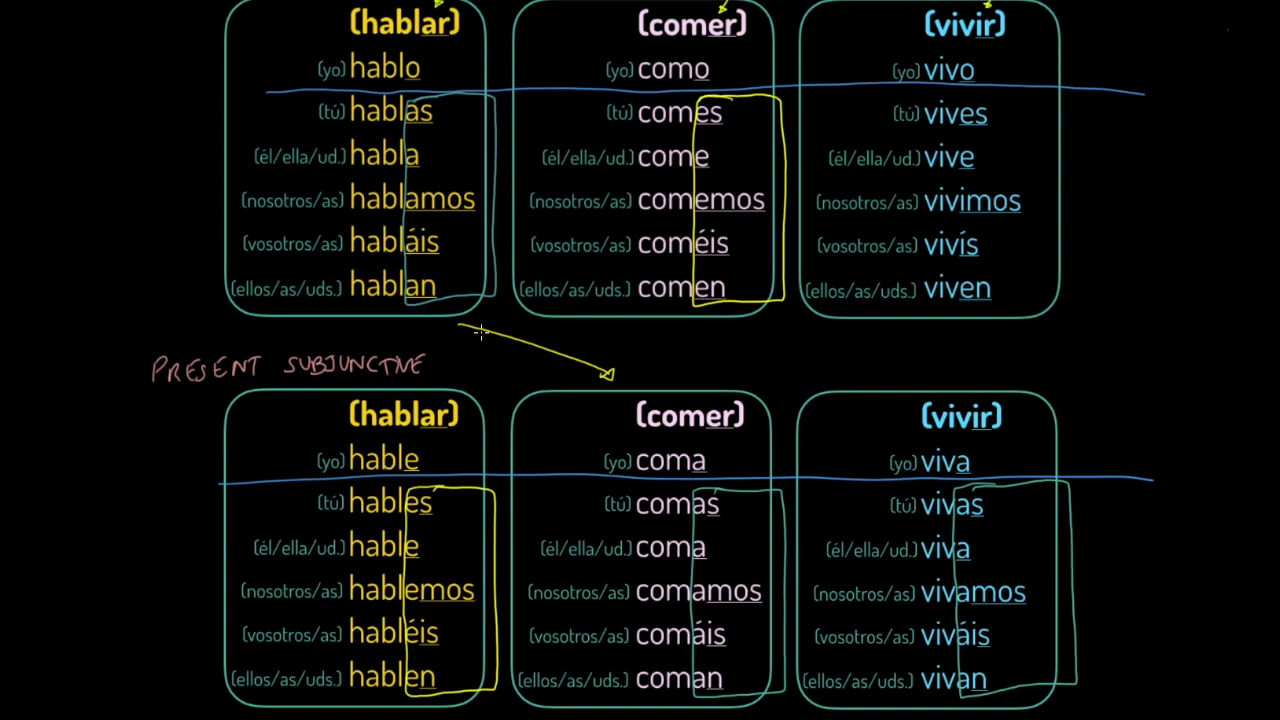 (hablar)
(yo) hablo
(tú) hablas
(él/ella/ud.) habla
(nosotros/as) hablamos
(vosotros/as) habláis
(ellos/as/uds.) hablan
(comer)
(yo) como
(tú) comes
(él/ella/ud.) come
(nosotros/as) comemos
(vosotros/as) coméis
(ellos/as/uds.) comen
(vivir)
(yo) vivo
(tú) vives
(él/ella/ud.) vive
(nosotros/as) vivimos
(vosotros/as) vivís
(ellos/as/uds.) viven
PRESENT SUBJUNCTIVE
(hablar)
(yo) hable
(tú) hables
(él/ella/ud.) hable
(nosotros/as) hablemos
(vosotros/as) habléis
(ellos/as/uds.) hablen
(comer)
(yo) coma
(tú) comas
(él/ella/ud.) coma
(nosotros/as) comamos
(vosotros/as) comáis
(ellos/as/uds.) coman
(vivir)
(yo) viva
(tú) vivas
(él/ella/ud.) viva
(nosotros/as) vivamos
(vosotros/as) viváis
(ellos/as/uds.) vivan